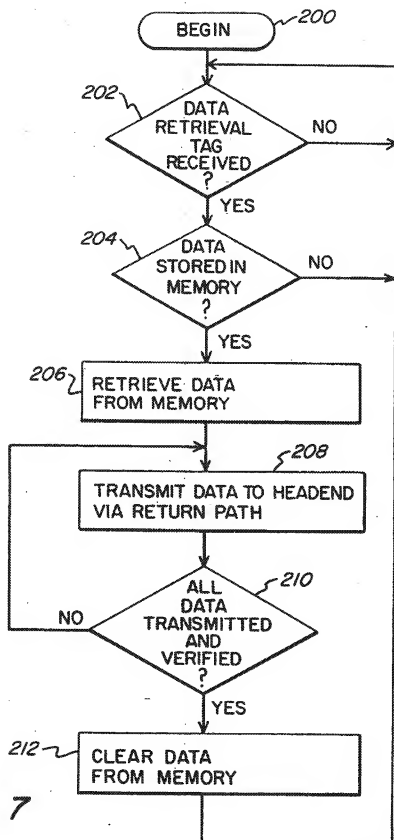 BEGIN
200
202
DATA
RETRIEVAL
TAG
RECEIVED
?
NO
YES
204
DATA
STORED IN
MEMORY
?
NO
YES
206
RETRIEVE DATA
FROM MEMORY
208
TRANSMIT DATA TO HEADEND
VIA RETURN PATH
210
ALL
DATA
TRANSMITTED
AND
VERIFIED
?
NO
YES
212
CLEAR DATA
FROM MEMORY
7